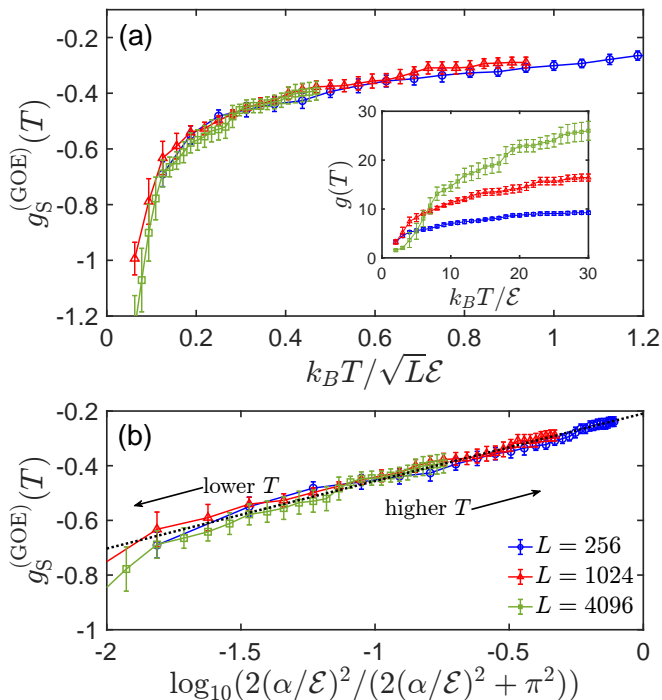 (a)
-0.2
-0.4
-0.6
-0.8
-1
-1.2
g_S^(GOE)(T)
0 0.2 0.4 0.6 0.8 1 1.2
k_BT/√Lℰ
30
20
10
0
g(T)
0 10 20 30
k_BT/ℰ
(b)
-0.2
-0.4
-0.6
-0.8
-1
g_S^(GOE)(T)
lower T
higher T
L = 256
L = 1024
L = 4096
-2 -1.5 -1 -0.5 0
log₁₀(2(α/ℰ)²/(2(α/ℰ)² + π²))